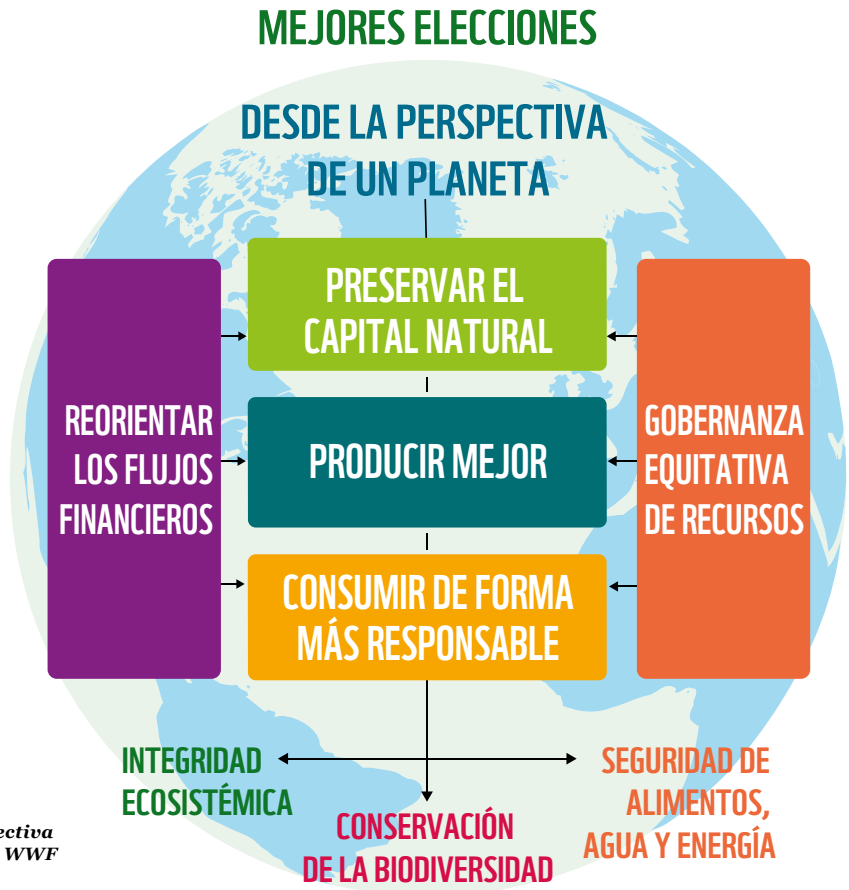 MEJORES ELECCIONES
DESDE LA PERSPECTIVA
DE UN PLANETA
PRESERVAR EL
CAPITAL NATURAL
REORIENTAR
LOS FLUJOS
FINANCIEROS
PRODUCIR MEJOR
GOBERNANZA
EQUITATIVA
DE RECURSOS
CONSUMIR DE FORMA
MÁS RESPONSABLE
INTEGRIDAD
ECOSISTÉMICA
CONSERVACIÓN
DE LA BIODIVERSIDAD
SEGURIDAD DE
ALIMENTOS,
AGUA Y ENERGÍA
WWF